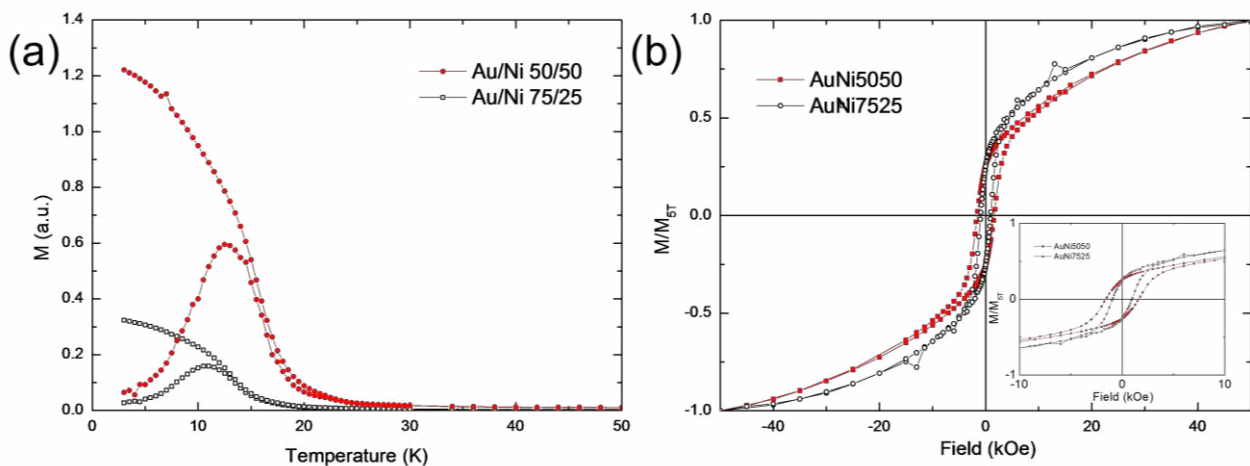 (a)
1.4
1.2
1.0
0.8
0.6
0.4
0.2
0.0
M (a.u.)
Au/Ni 50/50
Au/Ni 75/25
0
10
20
30
40
50
Temperature (K)
(b)
1.0
0.5
0.0
-0.5
-1.0
M/M5T
AuNi5050
AuNi7525
-40
-20
0
20
40
Field (kOe)
1
0
-1
M/M5T
AuNi5050
AuNi7525
-10
0
10
Field (kOe)